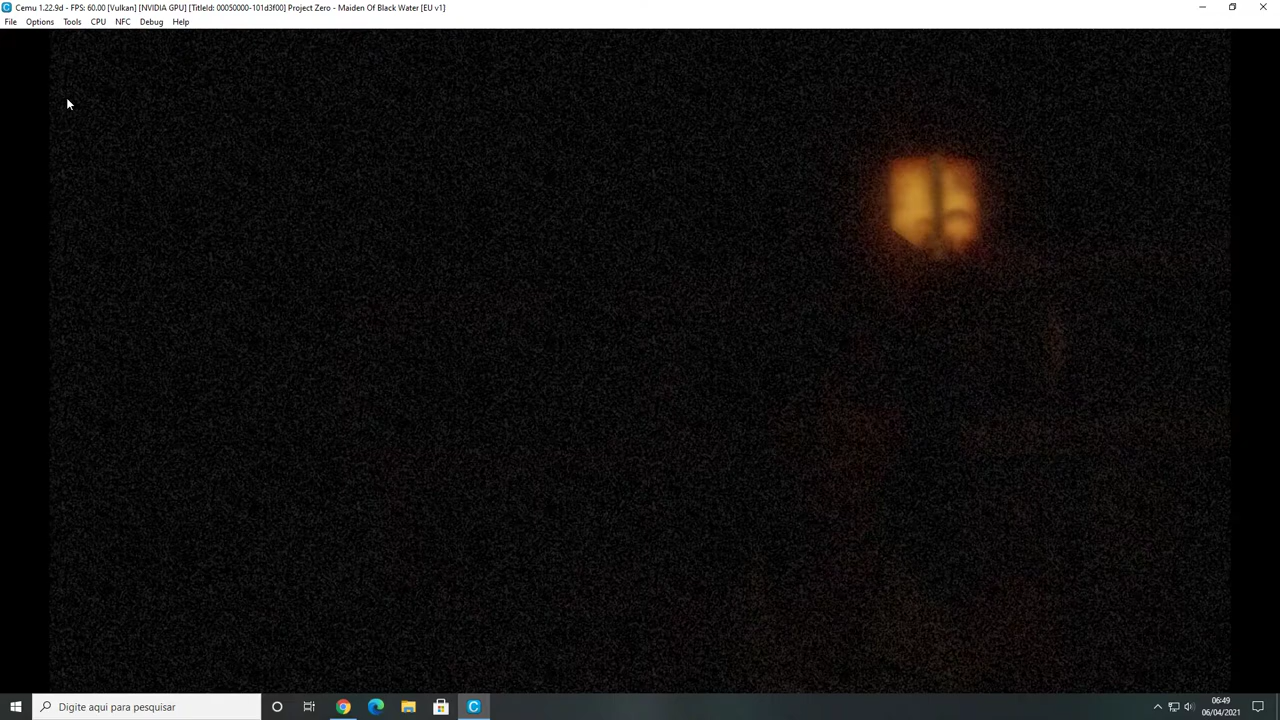 Cemu 1.22.9d - FPS: 60.00 [Vulkan] [NVIDIA GPU] [TitleId: 00050000-101d3f00] Project Zero - Maiden Of Black Water [EU v1]
File Options Tools CPU NFC Debug Help
Digite aqui para pesquisar
06:49
06/04/2021